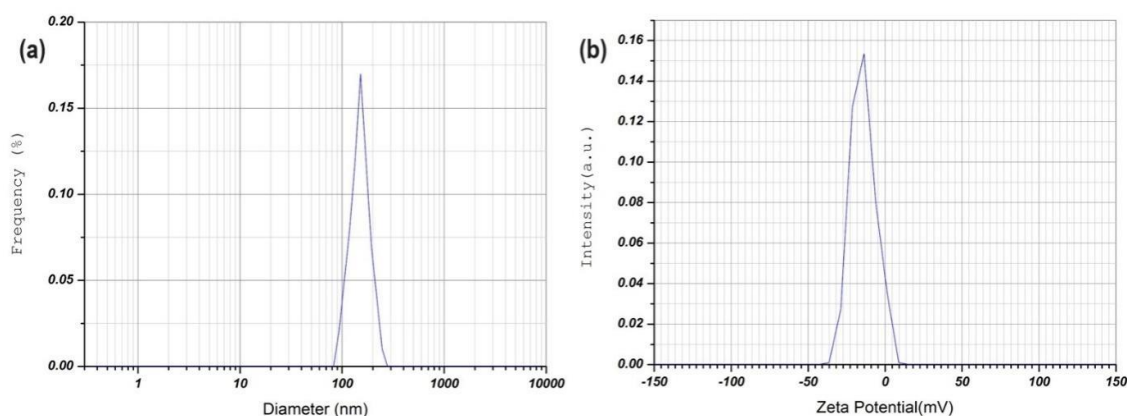 (a)
Frequency (%)
0.20
0.15
0.10
0.05
0.00
1 10 100 1000 10000
Diameter (nm)
(b)
Intensity(a.u.)
0.16
0.14
0.12
0.10
0.08
0.06
0.04
0.02
0.00
-150 -100 -50 0 50 100 150
Zeta Potential(mV)